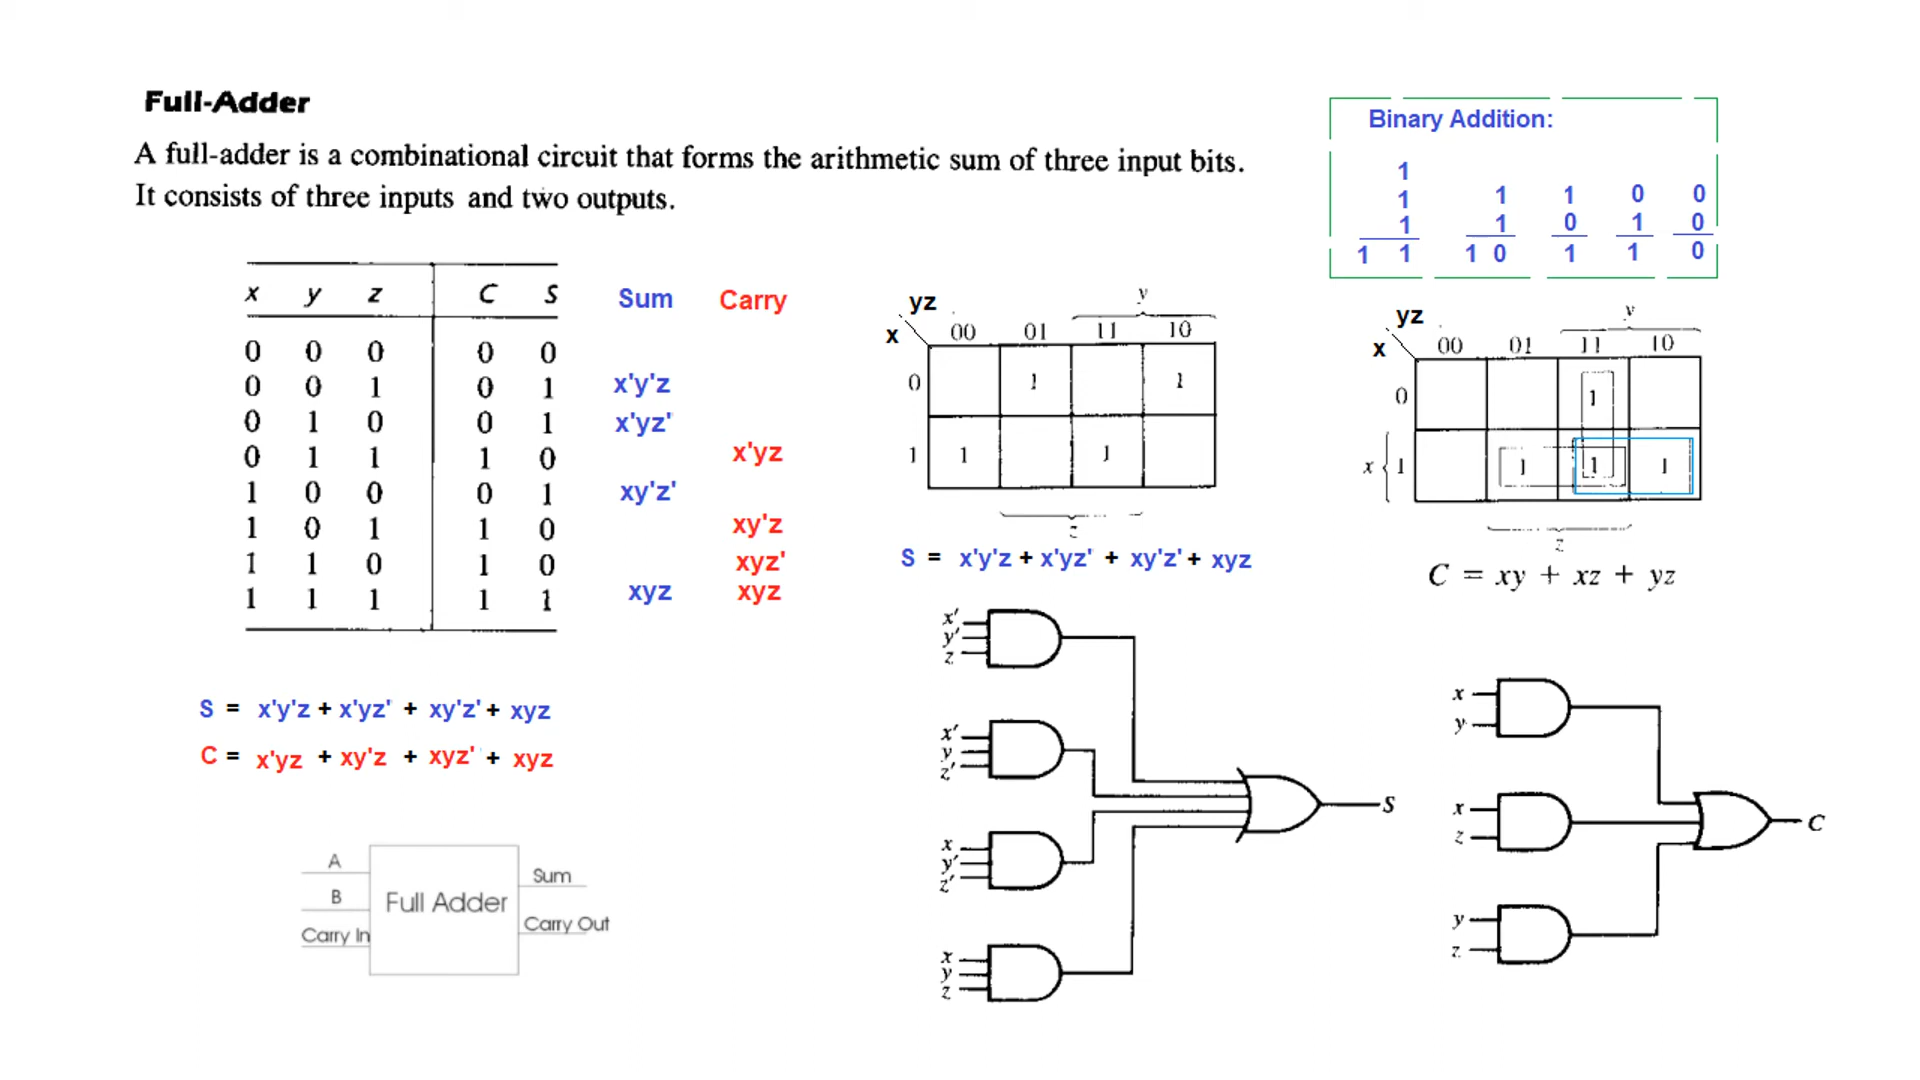 Full-Adder
A full-adder is a combinational circuit that forms the arithmetic sum of three input bits.
It consists of three inputs and two outputs.
x y z C S Sum Carry
0 0 0 0 0
0 0 1 0 1 x'y'z
0 1 0 0 1 x'yz'
0 1 1 1 0 x'yz
1 0 0 0 1 xy'z'
1 0 1 1 0 xy'z
1 1 0 1 0 xyz'
1 1 1 1 1 xyz xyz
S = x'y'z + x'yz' + xy'z' + xyz
C = x'yz + xy'z + xyz' + xyz
A
B
Carry In
Full Adder
Sum
Carry Out
Binary Addition:
1
1 1 1 0 0
1 1 0 1 0
1 1 1 0 1 1 0
yz
y
x
00 01 11 10
0 1 1
1 1 1
z
S = x'y'z + x'yz' + xy'z' + xyz
yz
y
x
00 01 11 10
0 1
x 1 1 1 1
z
C = xy + xz + yz
x'
y'
z
x'
y
z'
x
y'
z'
x
y
z
S
x
y
x
z
y
z
C